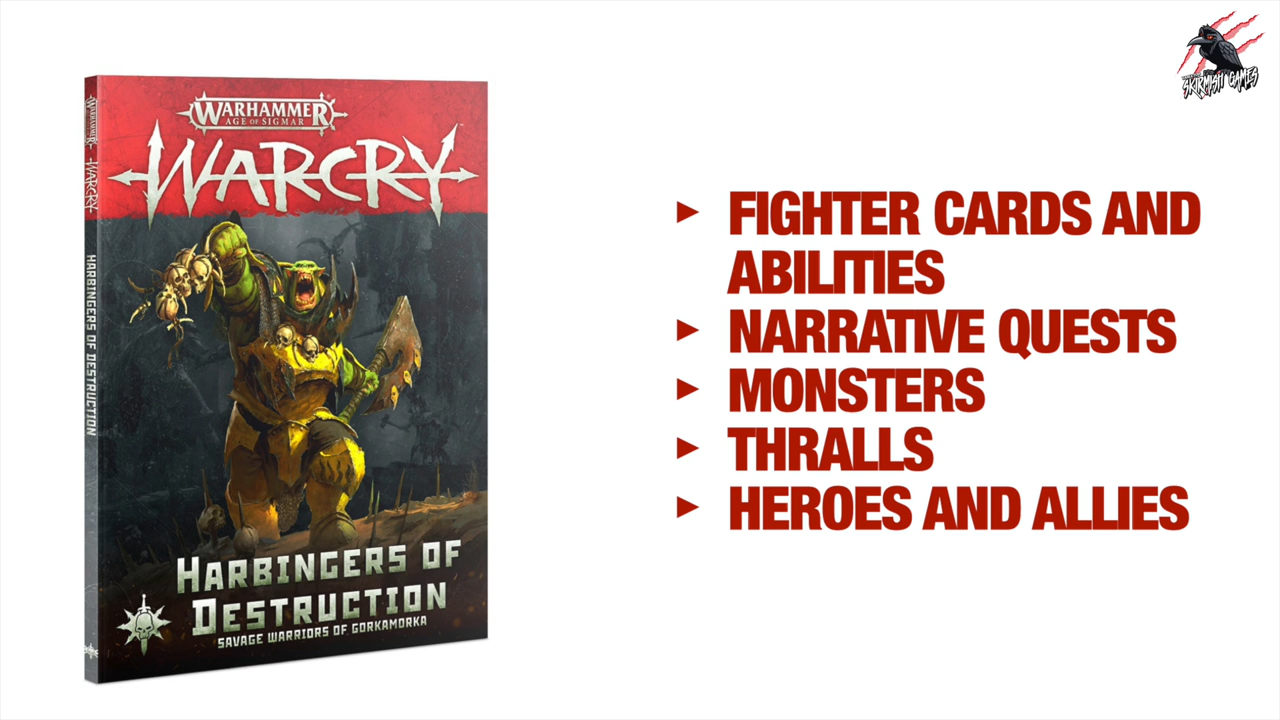 SKIRMISH GAMES
WARHAMMER
AGE OF SIGMAR
WARCRY
HARBINGERS OF
DESTRUCTION
SAVAGE WARRIORS OF GORKAMORKA
WARHAMMER
WARCRY
HARBINGERS OF DESTRUCTION
▸ FIGHTER CARDS AND
ABILITIES
▸ NARRATIVE QUESTS
▸ MONSTERS
▸ THRALLS
▸ HEROES AND ALLIES